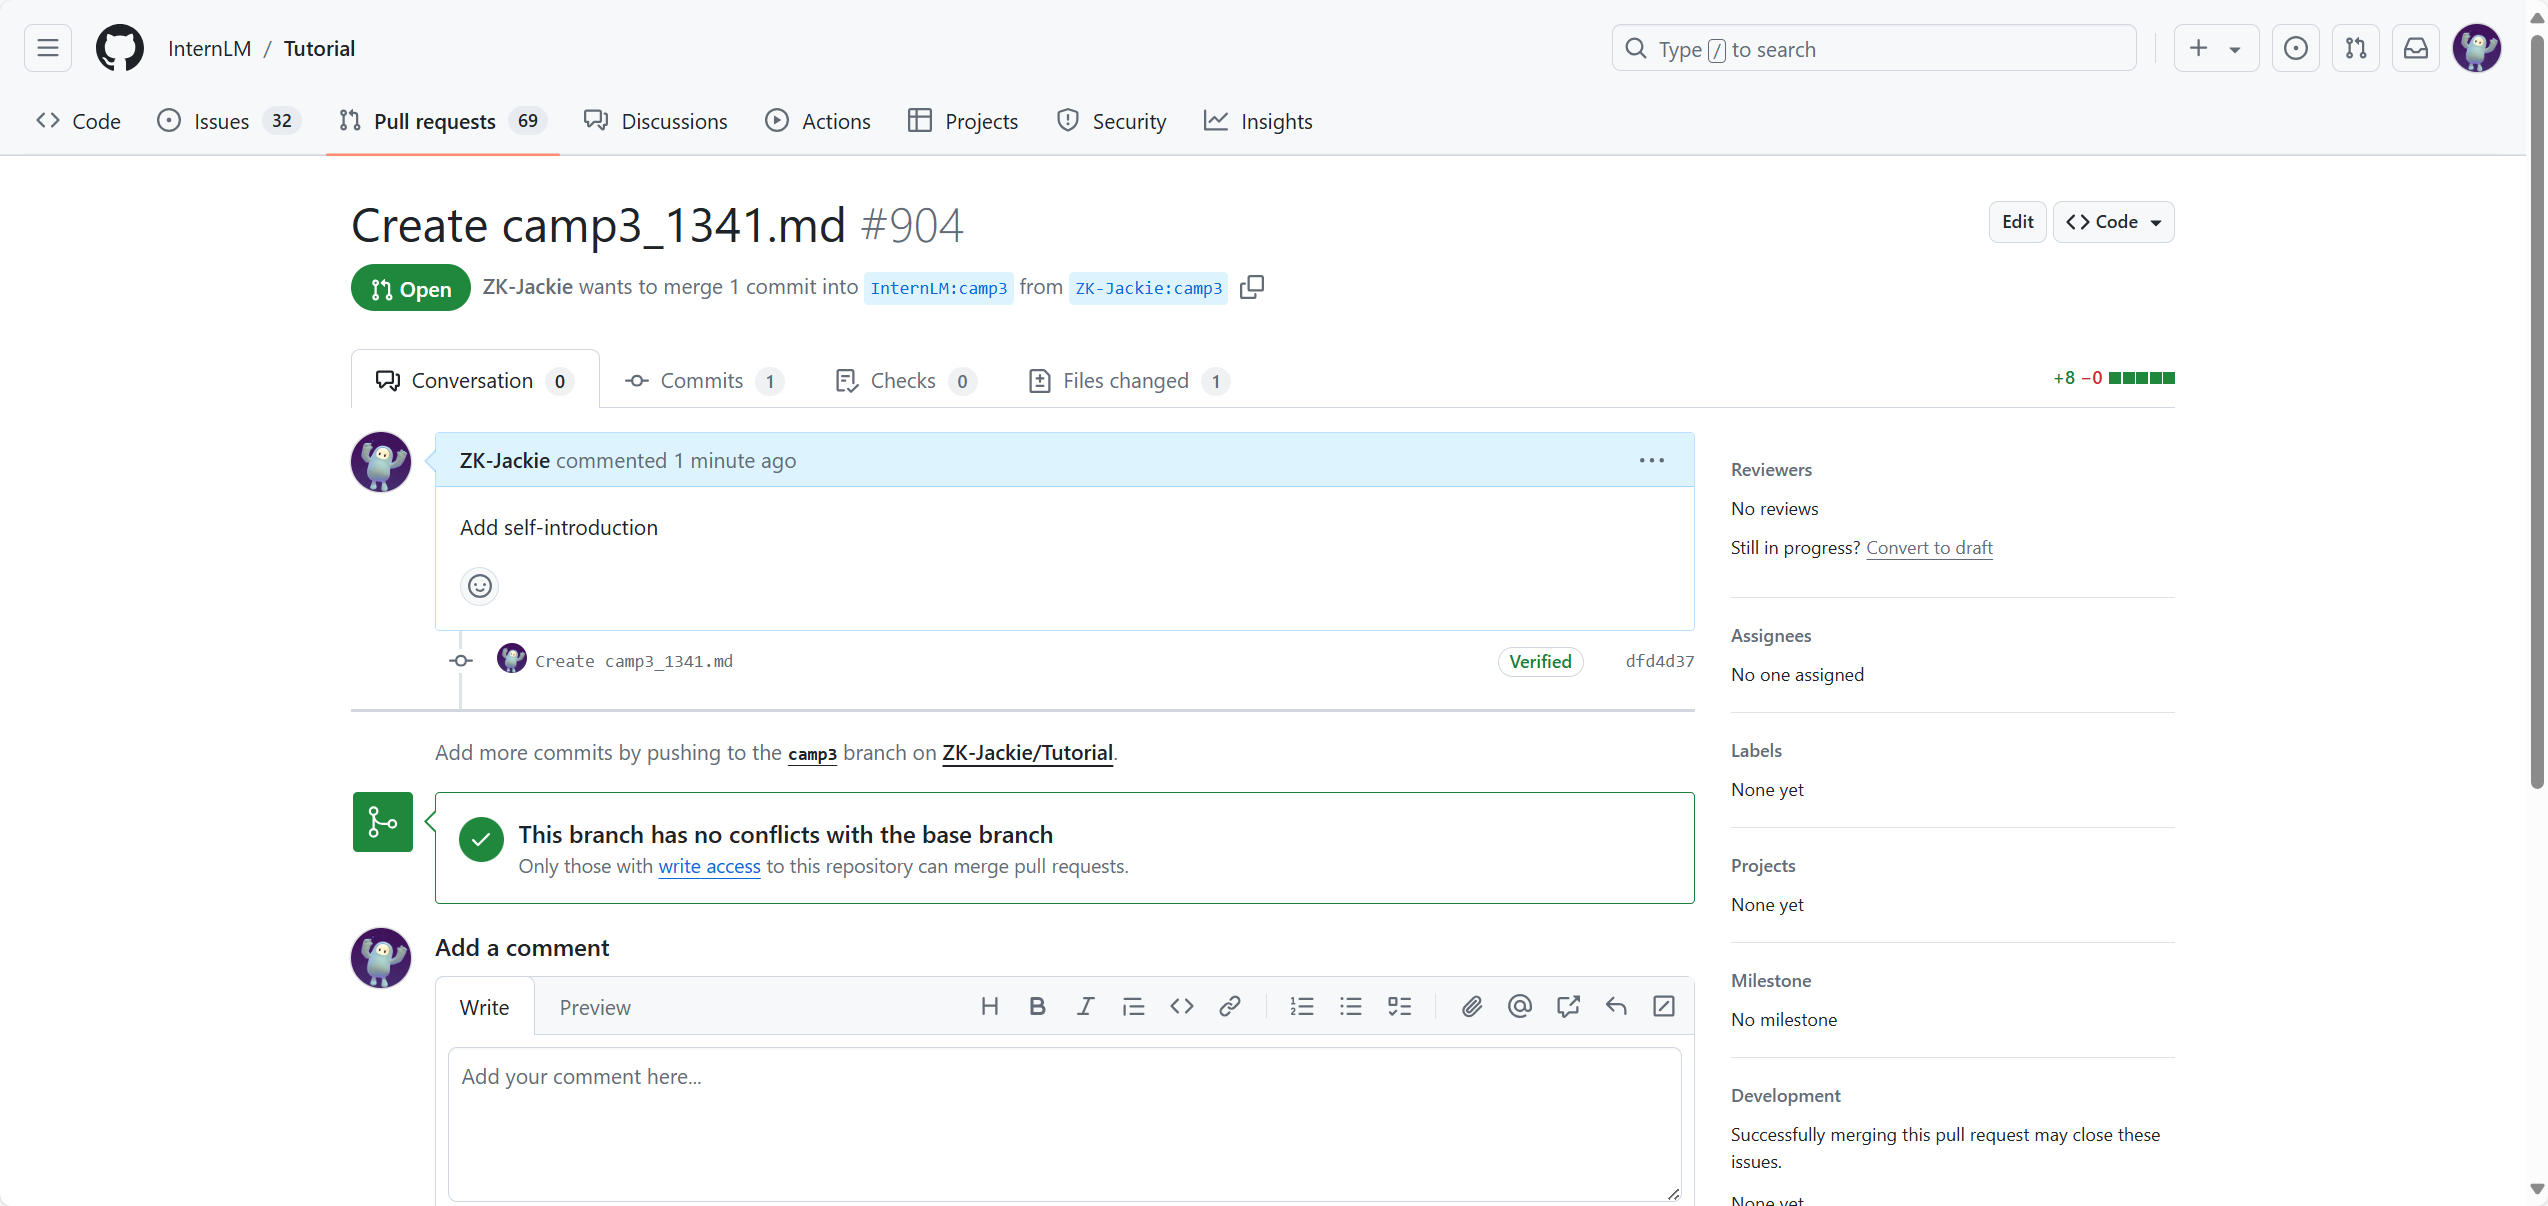 InternLM / Tutorial
Type / to search
Code
Issues 32
Pull requests 69
Discussions
Actions
Projects
Security
Insights
Create camp3_1341.md #904
Edit
Code
Open
ZK-Jackie wants to merge 1 commit into InternLM:camp3 from ZK-Jackie:camp3
Conversation 0
Commits 1
Checks 0
Files changed 1
+8 −0
ZK-Jackie commented 1 minute ago
Add self-introduction
Create camp3_1341.md
Verified
dfd4d37
Add more commits by pushing to the camp3 branch on ZK-Jackie/Tutorial.
This branch has no conflicts with the base branch
Only those with write access to this repository can merge pull requests.
Add a comment
Write
Preview
Add your comment here...
Reviewers
No reviews
Still in progress? Convert to draft
Assignees
No one assigned
Labels
None yet
Projects
None yet
Milestone
No milestone
Development
Successfully merging this pull request may close these
issues.
None yet